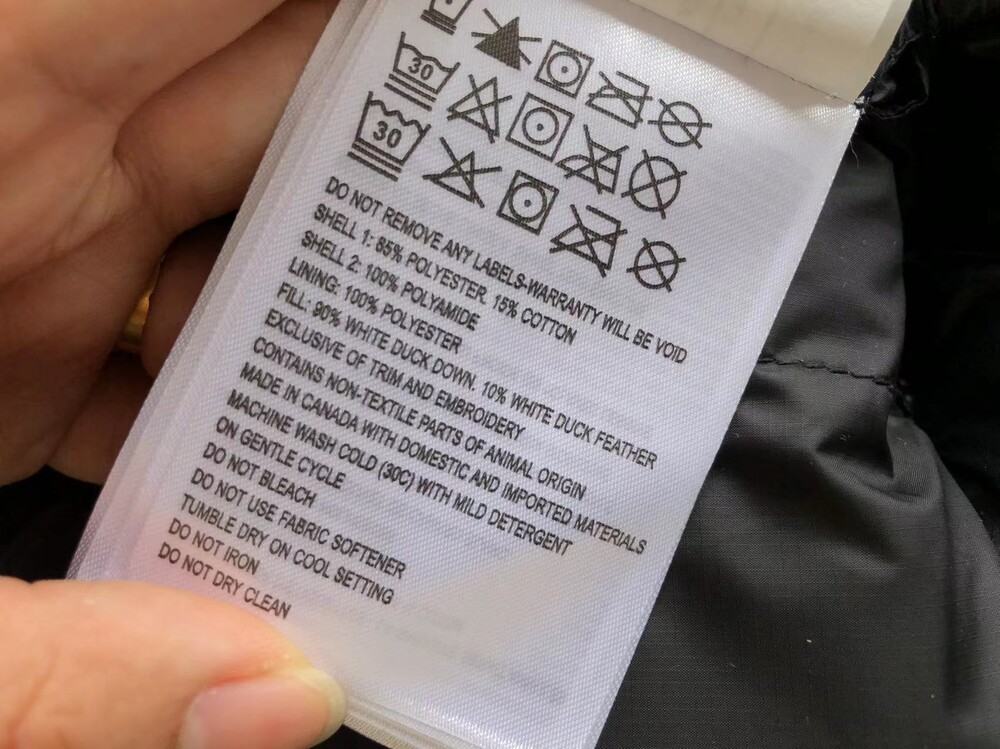 30
30
DO NOT REMOVE ANY LABELS-WARRANTY WILL BE VOID
SHELL 1: 85% POLYESTER. 15% COTTON
SHELL 2: 100% POLYAMIDE
LINING: 100% POLYESTER
FILL: 90% WHITE DUCK DOWN. 10% WHITE DUCK FEATHER
EXCLUSIVE OF TRIM AND EMBROIDERY
CONTAINS NON-TEXTILE PARTS OF ANIMAL ORIGIN
MADE IN CANADA WITH DOMESTIC AND IMPORTED MATERIALS
MACHINE WASH COLD (30C) WITH MILD DETERGENT
ON GENTLE CYCLE
DO NOT BLEACH
DO NOT USE FABRIC SOFTENER
TUMBLE DRY ON COOL SETTING
DO NOT IRON
DO NOT DRY CLEAN